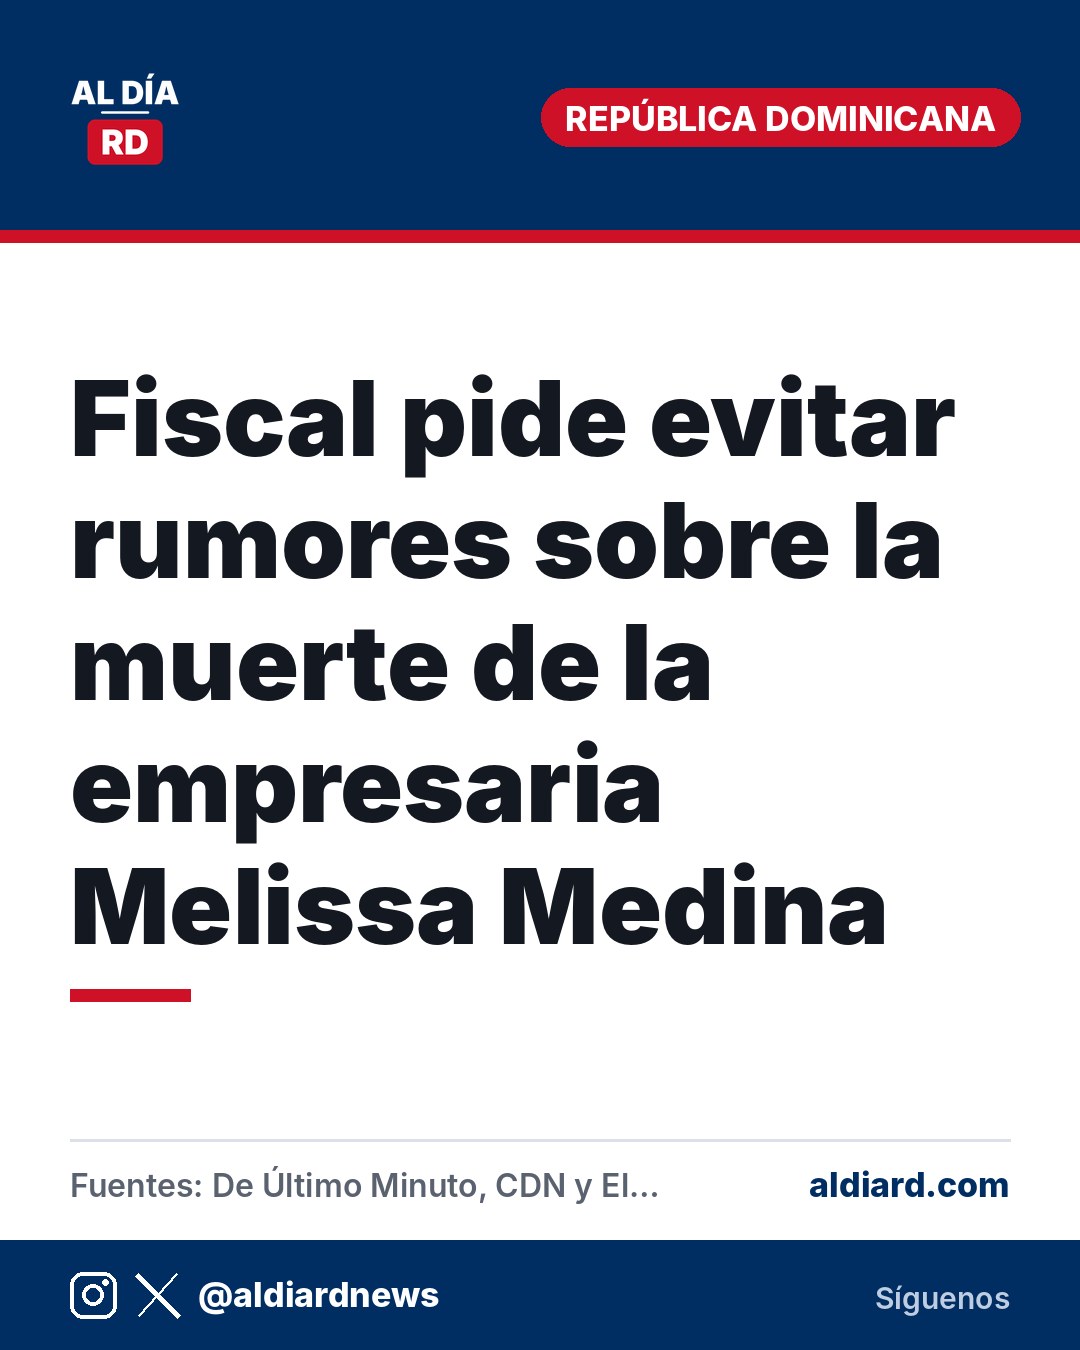 AL DÍA
RD
REPÚBLICA DOMINICANA
Fiscal pide evitar
rumores sobre la
muerte de la
empresaria
Melissa Medina
Fuentes: De Último Minuto, CDN y El...
aldiard.com
@aldiardnews
Síguenos